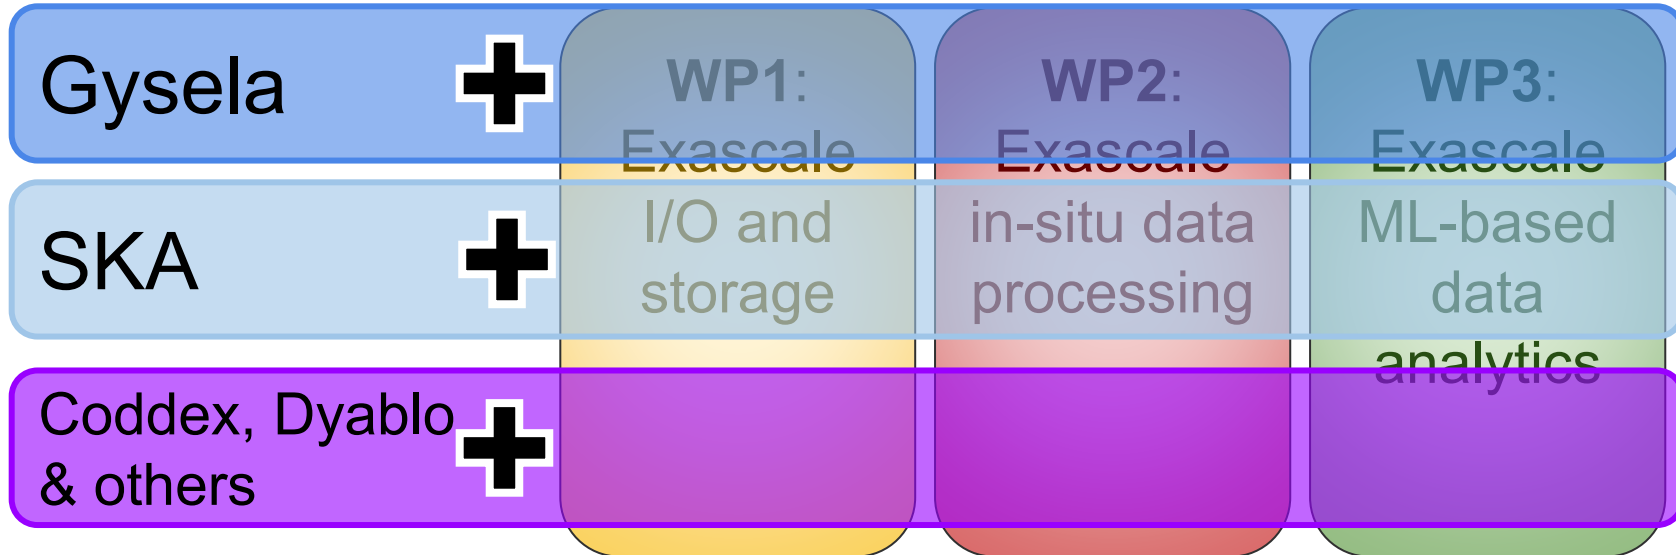 Gysela
SKA
Coddex, Dyablo
& others
WP1:
Exascale
I/O and
storage
WP2:
Exascale
in-situ data
processing
WP3:
Exascale
ML-based
data
analytics